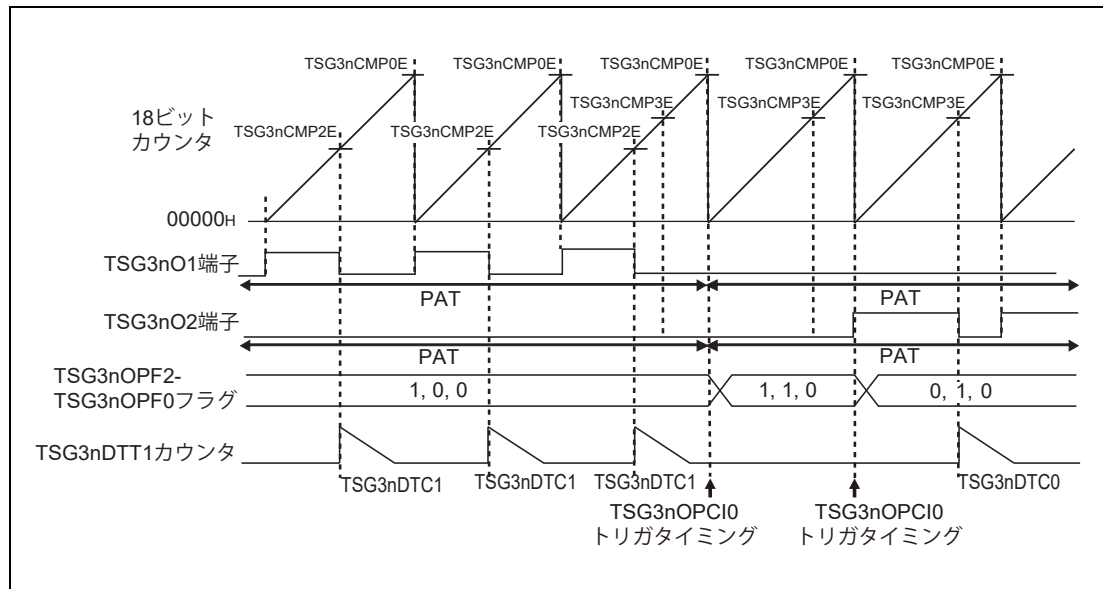 TSG3nCMP0E TSG3nCMP0E TSG3nCMP0E TSG3nCMP0E TSG3nCMP0E
18ビット
カウンタ
TSG3nCMP2E TSG3nCMP2E TSG3nCMP2E TSG3nCMP3E TSG3nCMP3E TSG3nCMP3E
00000H
TSG3nO1端子
PAT PAT
TSG3nO2端子
PAT PAT
TSG3nOPF2-
TSG3nOPF0フラグ
1, 0, 0 1, 1, 0 0, 1, 0
TSG3nDTT1カウンタ
TSG3nDTC1 TSG3nDTC1 TSG3nDTC1 TSG3nDTC0
TSG3nOPCI0
トリガタイミング
TSG3nOPCI0
トリガタイミング